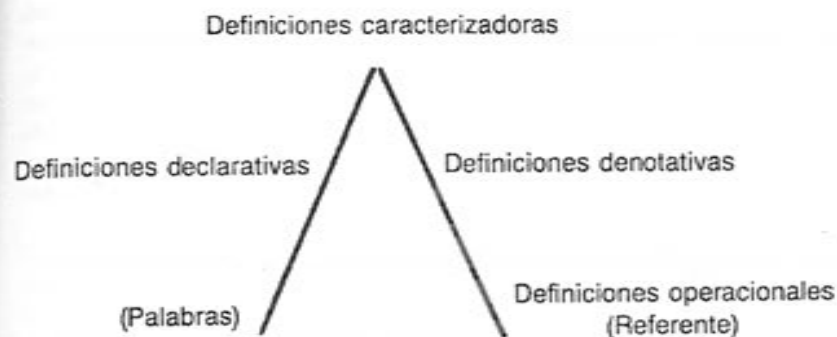 Definiciones caracterizadoras
Definiciones declarativas
Definiciones denotativas
(Palabras)
Definiciones operacionales
(Referente)